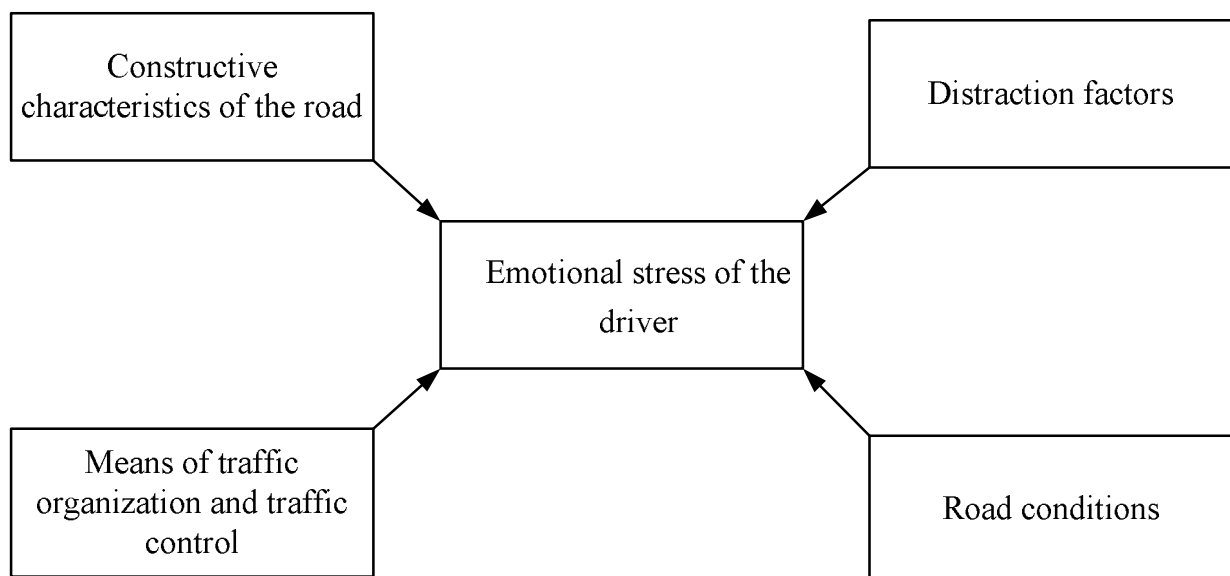 Constructive
characteristics of the road
Distraction factors
Emotional stress of the
driver
Means of traffic
organization and traffic
control
Road conditions